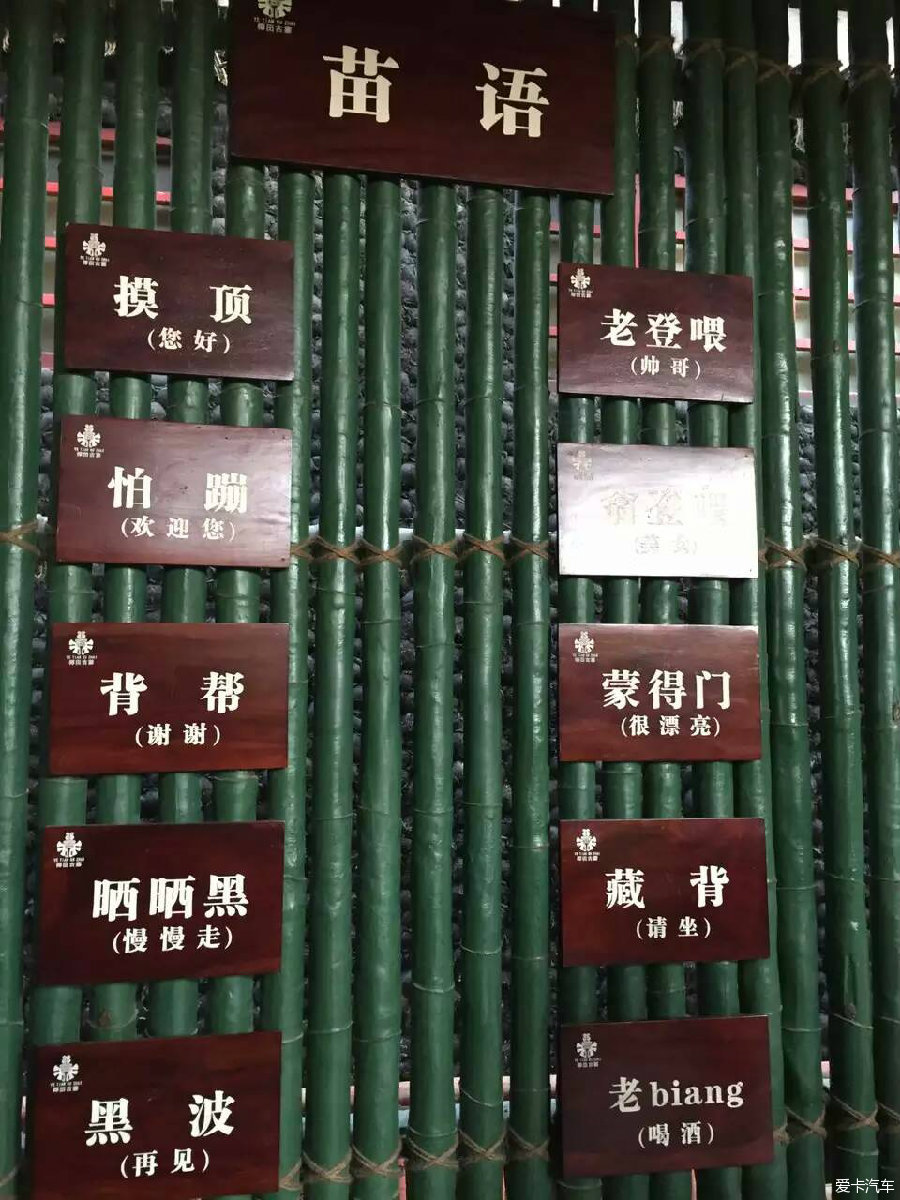 苗 语
摸 顶
(您 好)
怕 蹦
(欢 迎 您)
背 帮
(谢 谢)
晒晒黑
(慢 慢 走)
黑 波
(再 见)
老登喂
(帅 哥)
(美 女)
蒙得门
(很 漂 亮)
藏 背
(请 坐)
老biang
(喝 酒)
爱卡汽车